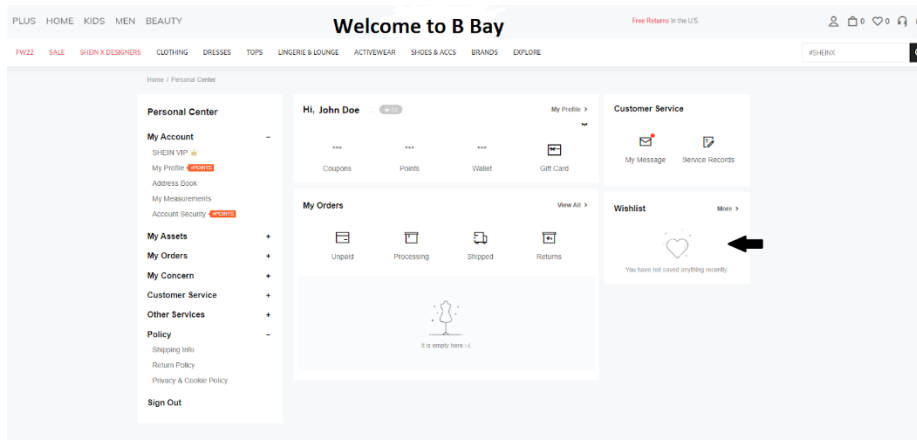 PLUS HOME KIDS MEN BEAUTY
Welcome to B Bay
Free Returns in the U.S.
0 0
FW22 SALE SHEIN X DESIGNERS CLOTHING DRESSES TOPS LINGERIE & LOUNGE ACTIVEWEAR SHOES & ACCS BRANDS EXPLORE
#SHEINX
Home / Personal Center
Personal Center
My Account -
SHEIN VIP
My Profile +POINTS
Address Book
My Measurements
Account Security +POINTS
My Assets +
My Orders +
My Concern +
Customer Service +
Other Services +
Policy -
Shipping Info
Return Policy
Privacy & Cookie Policy
Sign Out
Hi, John Doe
My Profile >
Coupons Points Wallet Gift Card
My Orders
View All >
Unpaid Processing Shipped Returns
It is empty here :-(
Customer Service
My Message Service Records
Wishlist
More >
You have not saved anything recently